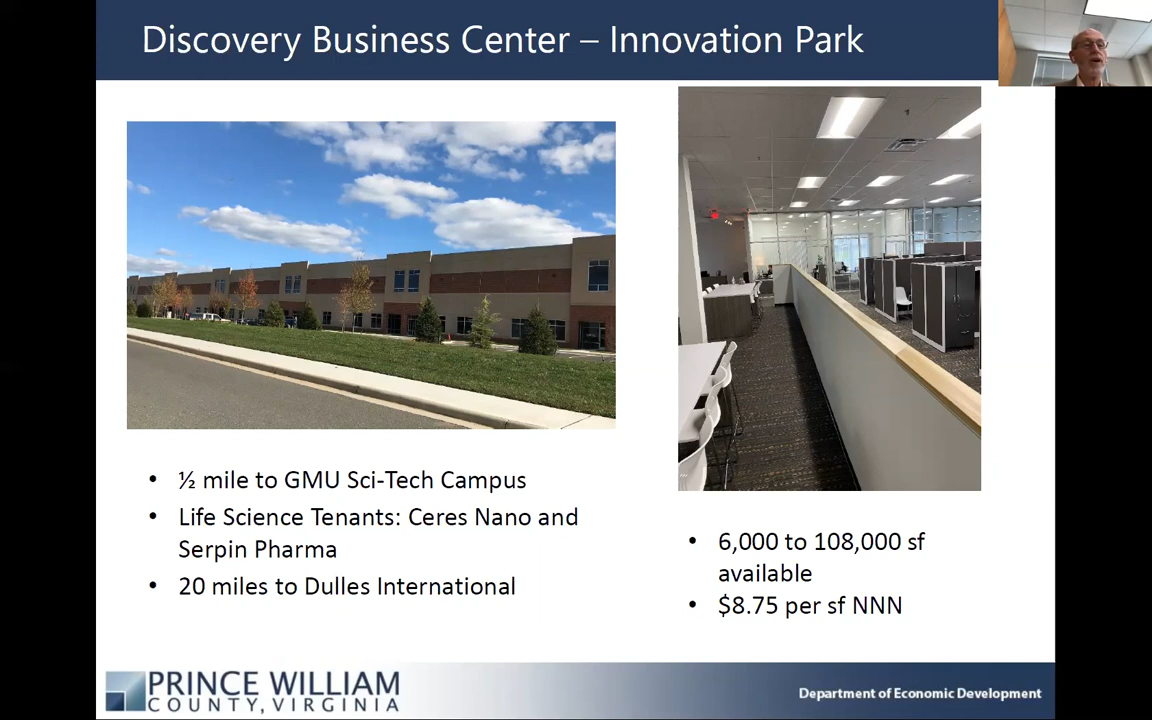 Discovery Business Center – Innovation Park
• ½ mile to GMU Sci-Tech Campus
• Life Science Tenants: Ceres Nano and
Serpin Pharma
• 20 miles to Dulles International
• 6,000 to 108,000 sf
available
• $8.75 per sf NNN
PRINCE WILLIAM
COUNTY, VIRGINIA
Department of Economic Development